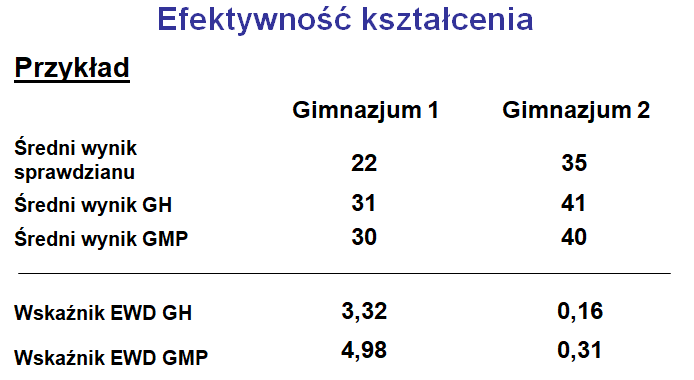 Efektywność kształcenia
Przykład
Gimnazjum 1 Gimnazjum 2
Średni wynik
sprawdzianu 22 35
Średni wynik GH 31 41
Średni wynik GMP 30 40
Wskaźnik EWD GH 3,32 0,16
Wskaźnik EWD GMP 4,98 0,31